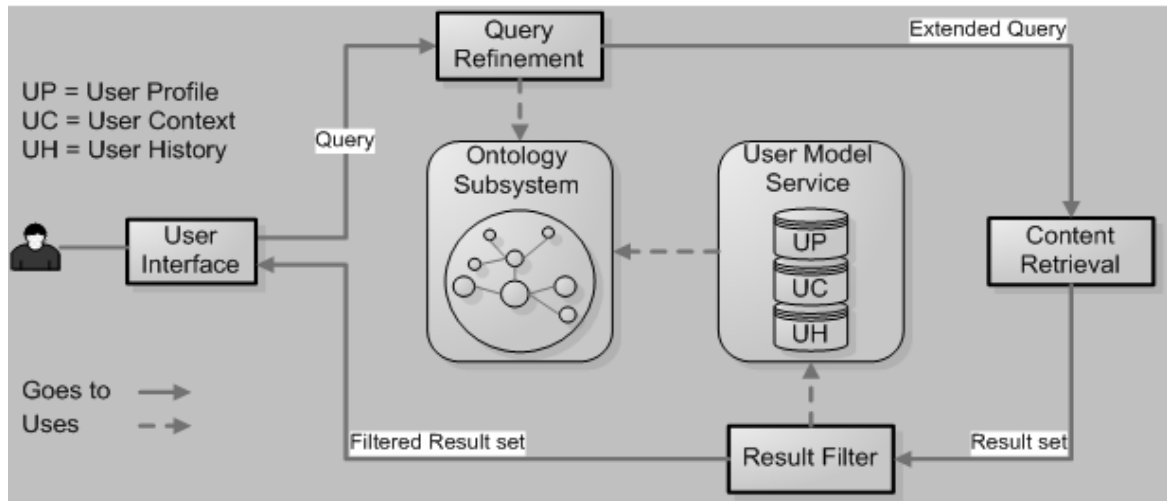 Query
Refinement
Extended Query
UP = User Profile
UC = User Context
UH = User History
Query
Ontology
Subsystem
User Model
Service
UP
UC
UH
User
Interface
Content
Retrieval
Goes to
Uses
Filtered Result set
Result Filter
Result set